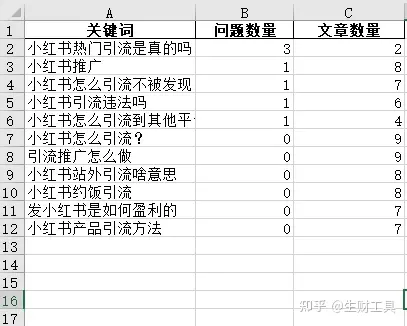 A B C
1 关键词 问题数量 文章数量
2 小红书热门引流是真的吗 3 2
3 小红书推广 1 8
4 小红书怎么引流不被发现 1 7
5 小红书引流违法吗 1 6
6 小红书怎么引流到其他平 1 4
7 小红书怎么引流? 0 9
8 引流推广怎么做 0 9
9 小红书站外引流啥意思 0 8
10 小红书约饭引流 0 8
11 发小红书是如何盈利的 0 7
12 小红书产品引流方法 0 7
13
14
15
16
17
知乎 @生财工具